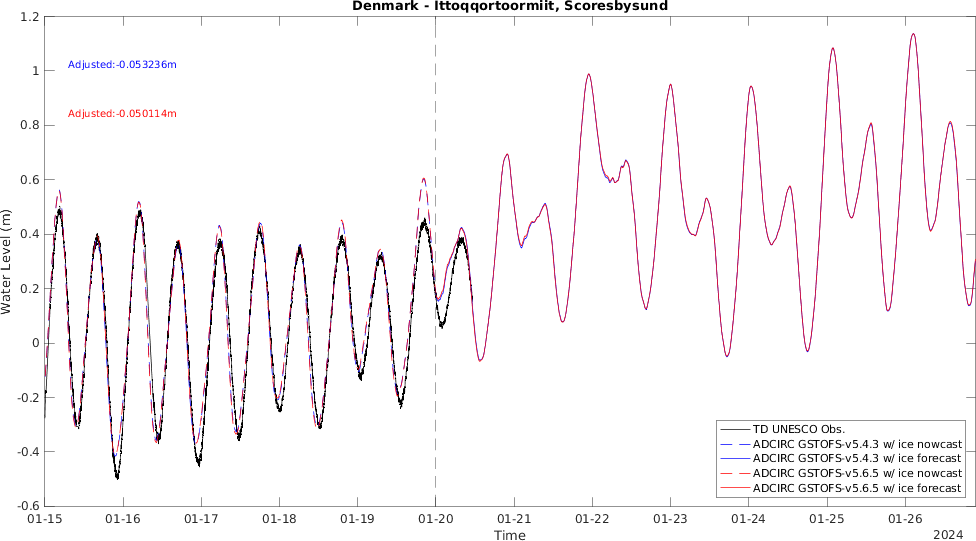 Denmark - Ittoqqortoormiit, Scoresbysund
Adjusted:-0.053236m
Adjusted:-0.050114m
Water Level (m)
1.2
1
0.8
0.6
0.4
0.2
0
-0.2
-0.4
-0.6
TD UNESCO Obs.
ADCIRC GSTOFS-v5.4.3 w/ ice nowcast
ADCIRC GSTOFS-v5.4.3 w/ ice forecast
ADCIRC GSTOFS-v5.6.5 w/ ice nowcast
ADCIRC GSTOFS-v5.6.5 w/ ice forecast
01-15 01-16 01-17 01-18 01-19 01-20 01-21 01-22 01-23 01-24 01-25 01-26
Time
2024